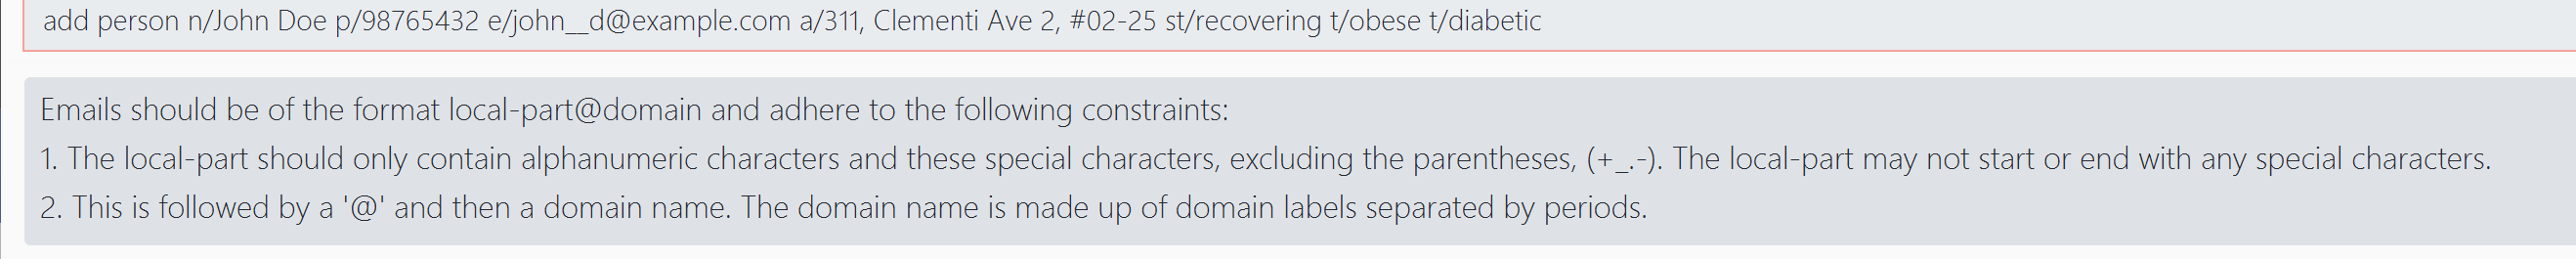 add person n/John Doe p/98765432 e/john__d@example.com a/311, Clementi Ave 2, #02-25 st/recovering t/obese t/diabetic
Emails should be of the format local-part@domain and adhere to the following constraints:
1. The local-part should only contain alphanumeric characters and these special characters, excluding the parentheses, (+_.-). The local-part may not start or end with any special characters.
2. This is followed by a '@' and then a domain name. The domain name is made up of domain labels separated by periods.